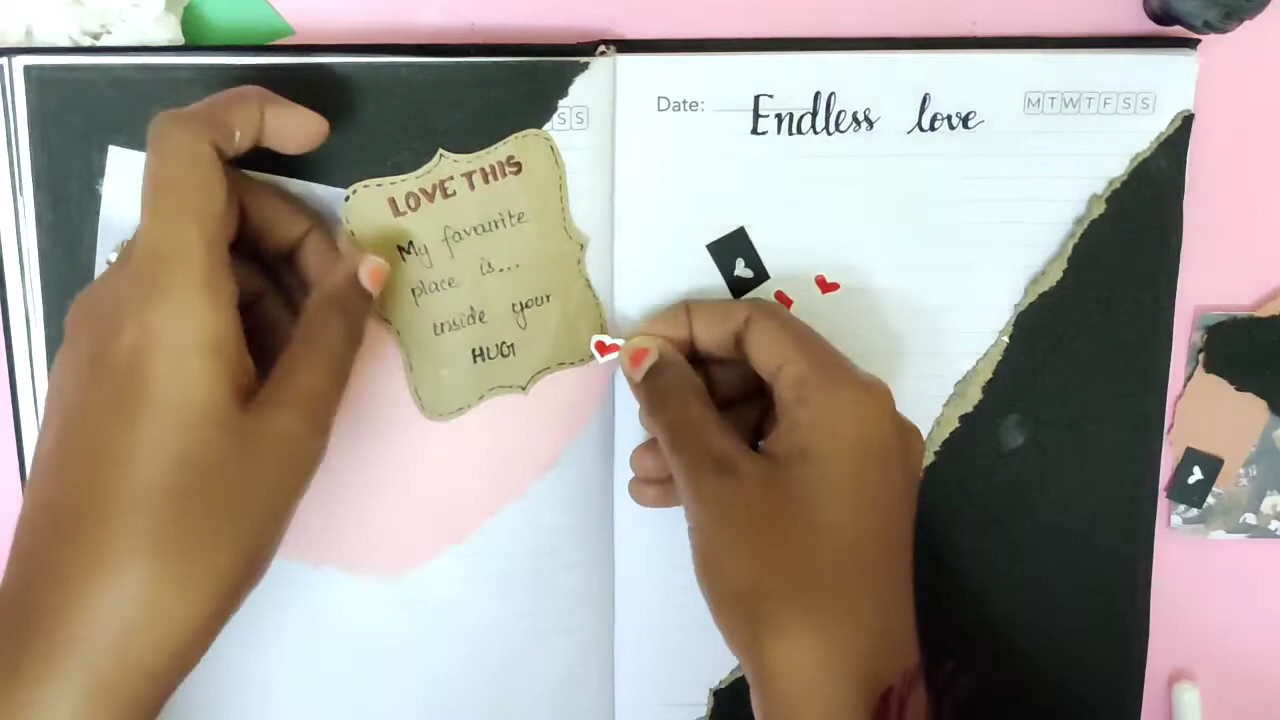 SS
LOVE THIS
My favourite
place is...
inside your
HUG
Date:
Endless love
MTWTFSS